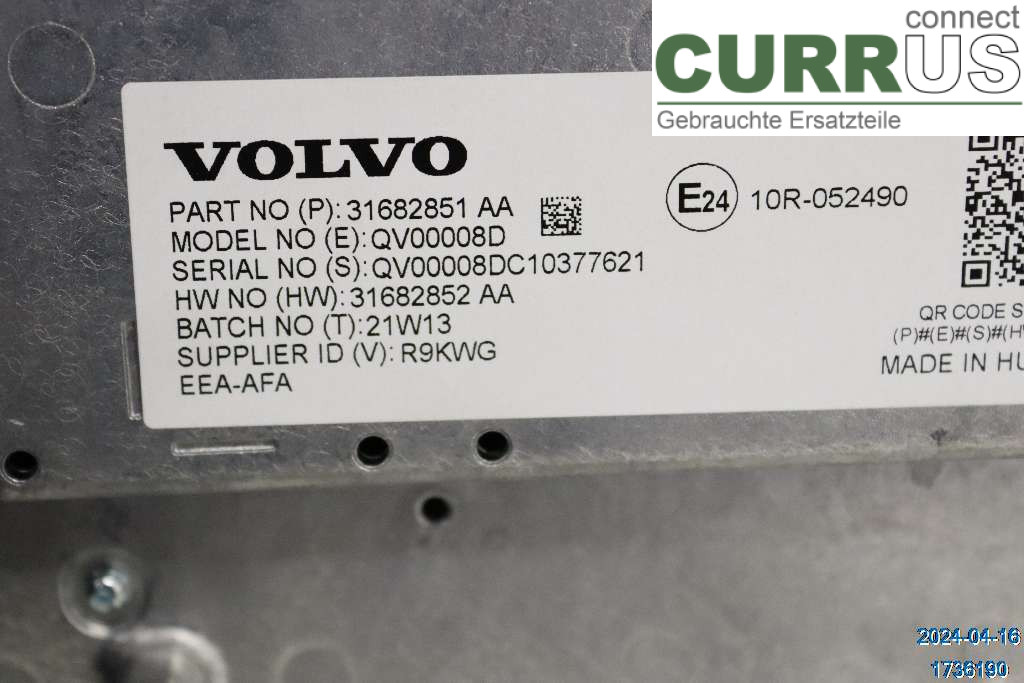 connect
CURRUS
Gebrauchte Ersatzteile
VOLVO
PART NO (P): 31682851 AA
MODEL NO (E): QV00008D
SERIAL NO (S): QV00008DC10377621
HW NO (HW): 31682852 AA
BATCH NO (T): 21W13
SUPPLIER ID (V): R9KWG
EEA-AFA
E24 10R-052490
QR CODE S
(P)#(E)#(S)#(H
MADE IN HU
2024-04-16
1736190